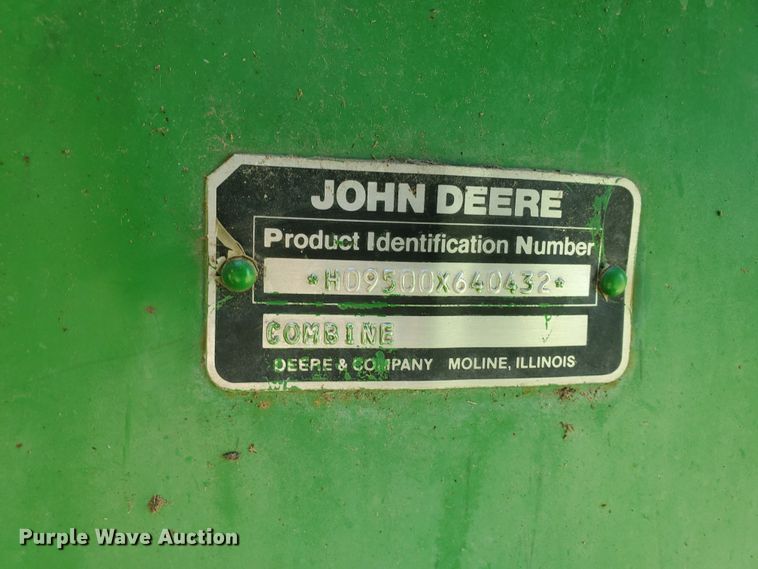 JOHN DEERE
Product Identification Number
*H09500X640432*
COMBINE
DEERE & COMPANY MOLINE, ILLINOIS
Purple Wave Auction